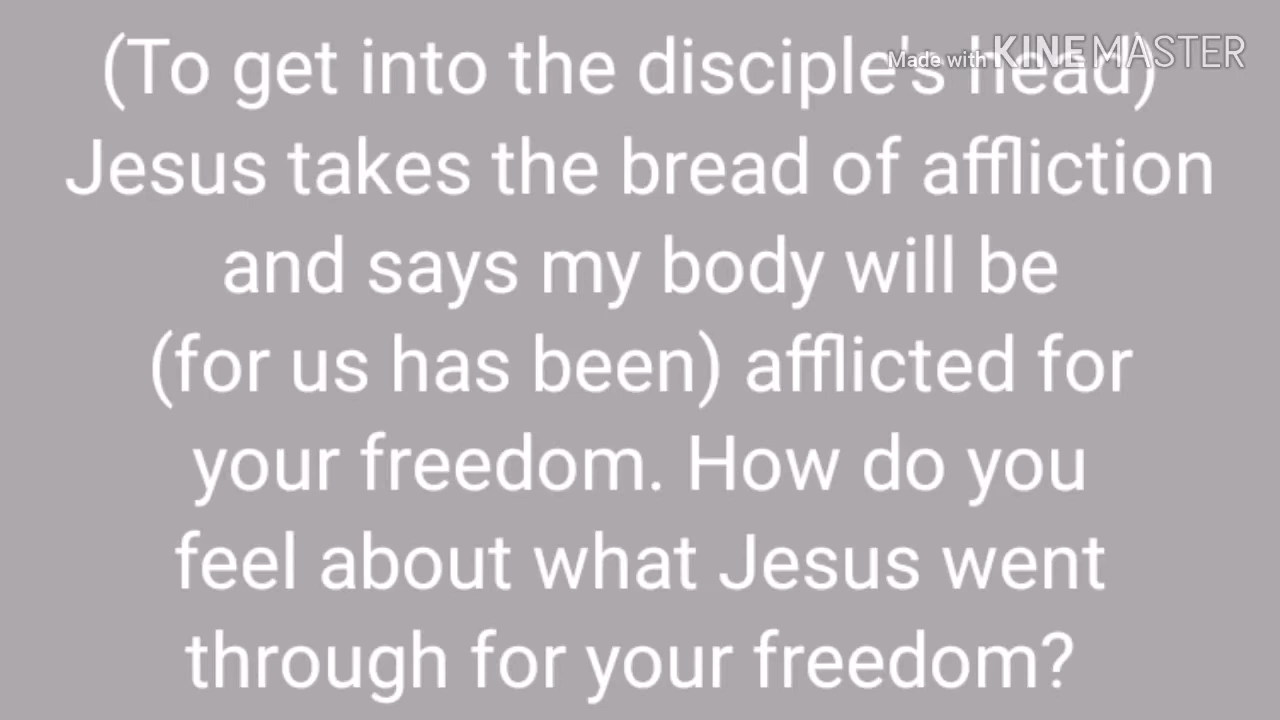 (To get into the disciple's head)
Made with KINEMASTER
Jesus takes the bread of affliction
and says my body will be
(for us has been) afflicted for
your freedom. How do you
feel about what Jesus went
through for your freedom?